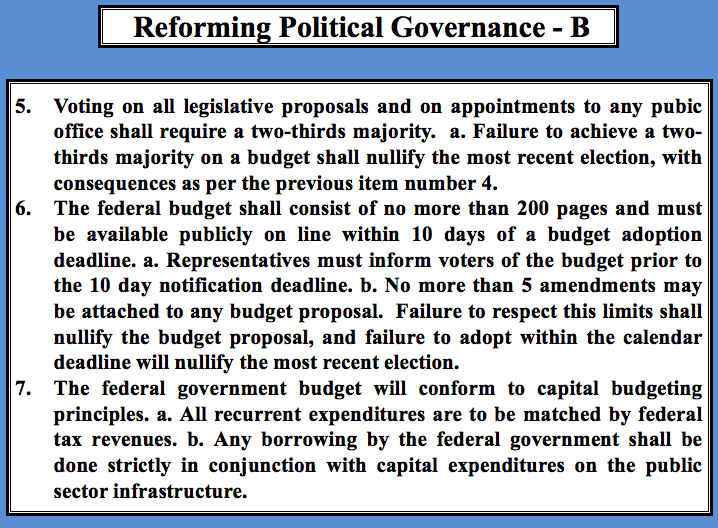 Reforming Political Governance - B
5. Voting on all legislative proposals and on appointments to any pubic
office shall require a two-thirds majority. a. Failure to achieve a two-
thirds majority on a budget shall nullify the most recent election, with
consequences as per the previous item number 4.
6. The federal budget shall consist of no more than 200 pages and must
be available publicly on line within 10 days of a budget adoption
deadline. a. Representatives must inform voters of the budget prior to
the 10 day notification deadline. b. No more than 5 amendments may
be attached to any budget proposal. Failure to respect this limits shall
nullify the budget proposal, and failure to adopt within the calendar
deadline will nullify the most recent election.
7. The federal government budget will conform to capital budgeting
principles. a. All recurrent expenditures are to be matched by federal
tax revenues. b. Any borrowing by the federal government shall be
done strictly in conjunction with capital expenditures on the public
sector infrastructure.